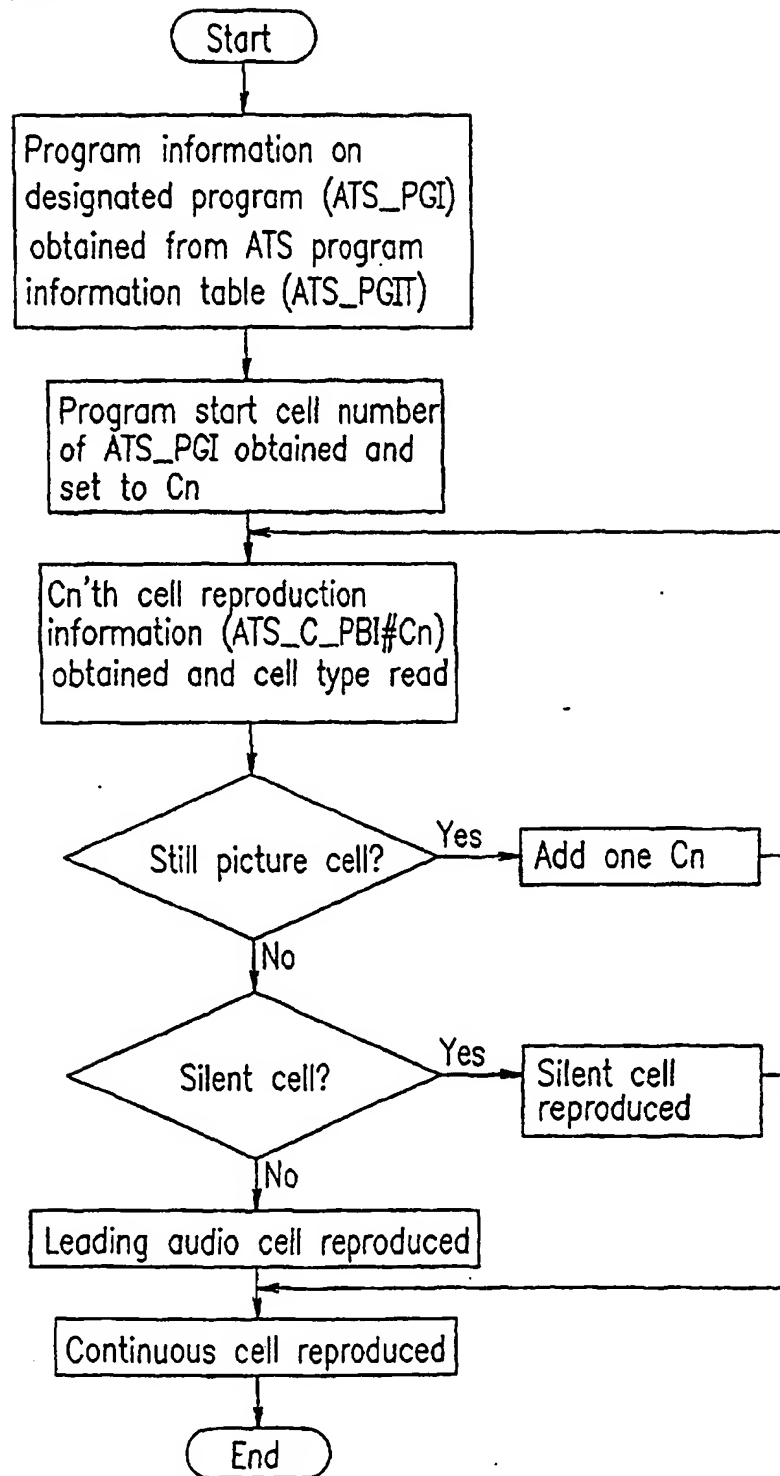 Start
Program information on
designated program (ATS_PGI)
obtained from ATS program
information table (ATS_PGIT)
Program start cell number
of ATS_PGI obtained and
set to Cn
Cn'th cell reproduction
information (ATS_C_PBI#Cn)
obtained and cell type read
Still picture cell?
Yes
Add one Cn
No
Silent cell?
Yes
Silent cell
reproduced
No
Leading audio cell reproduced
Continuous cell reproduced
End